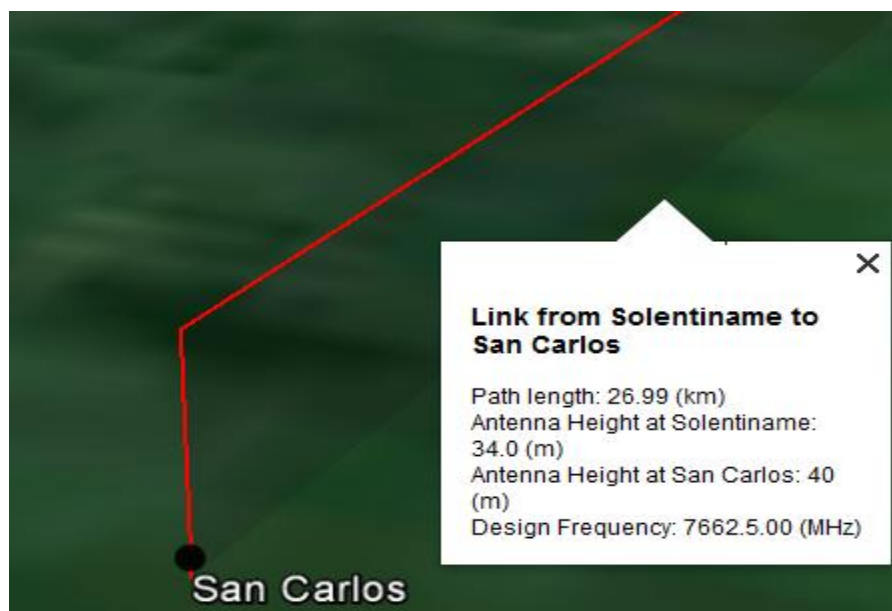 Link from Solentiname to
San Carlos
Path length: 26.99 (km)
Antenna Height at Solentiname:
34.0 (m)
Antenna Height at San Carlos: 40
(m)
Design Frequency: 7662.5.00 (MHz)
San Carlos